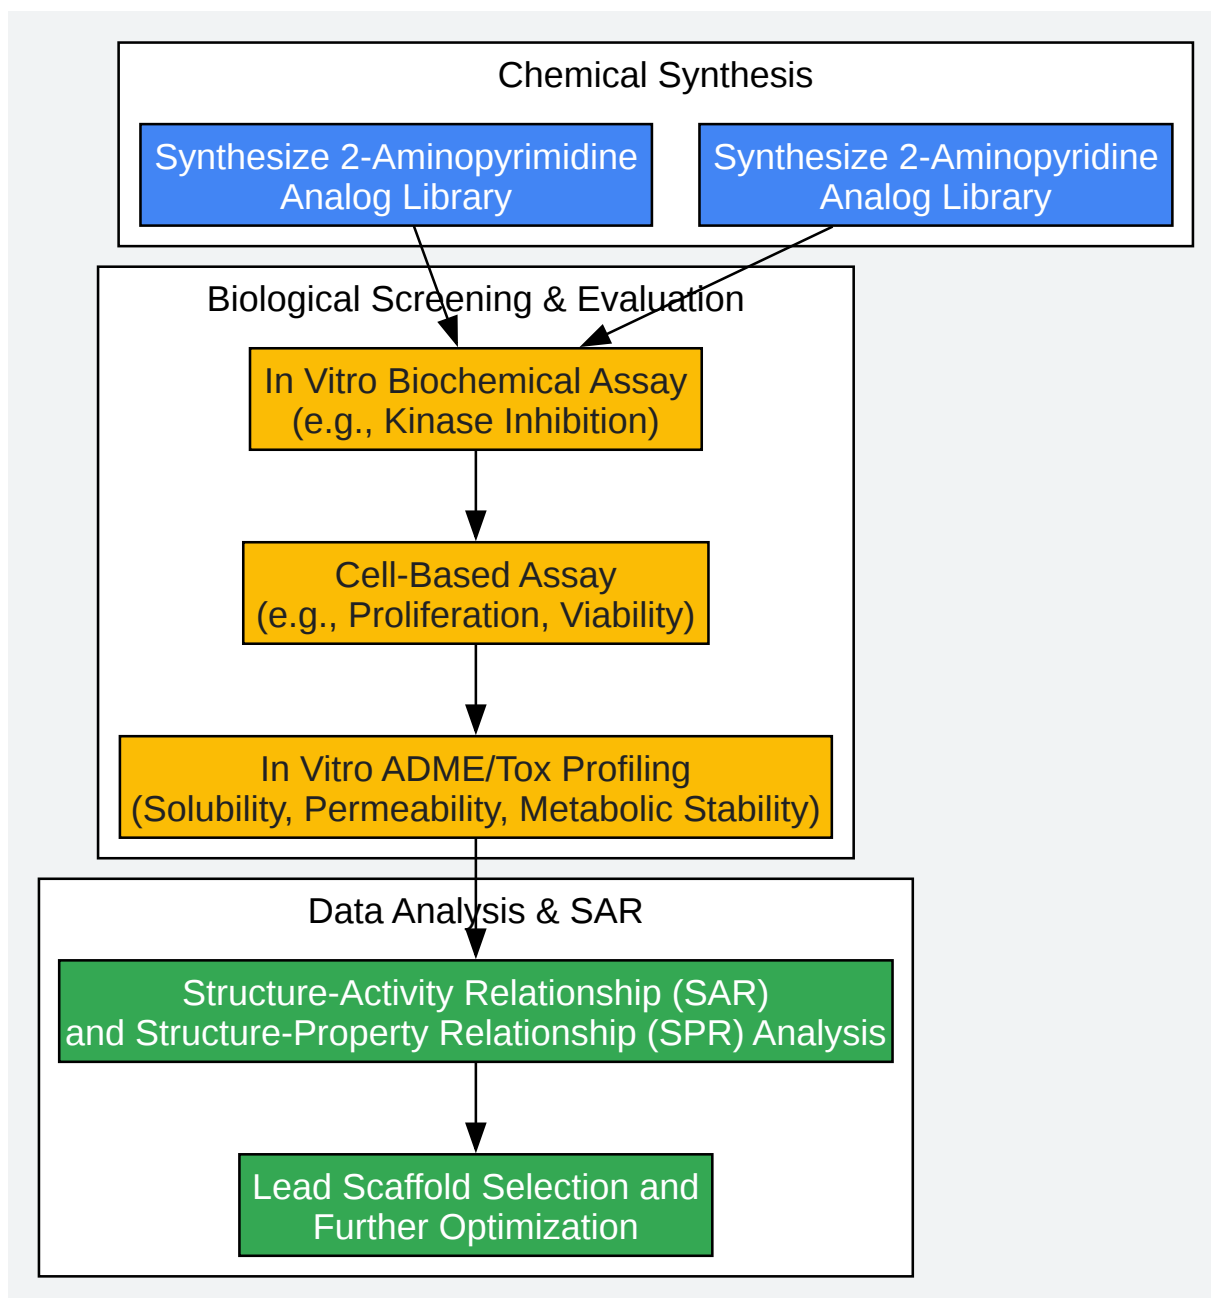 Chemical Synthesis
Synthesize 2-Aminopyrimidine
Analog Library
Synthesize 2-Aminopyridine
Analog Library
Biological Screening & Evaluation
In Vitro Biochemical Assay
(e.g., Kinase Inhibition)
Cell-Based Assay
(e.g., Proliferation, Viability)
In Vitro ADME/Tox Profiling
(Solubility, Permeability, Metabolic Stability)
Data Analysis & SAR
Structure-Activity Relationship (SAR)
and Structure-Property Relationship (SPR) Analysis
Lead Scaffold Selection and
Further Optimization